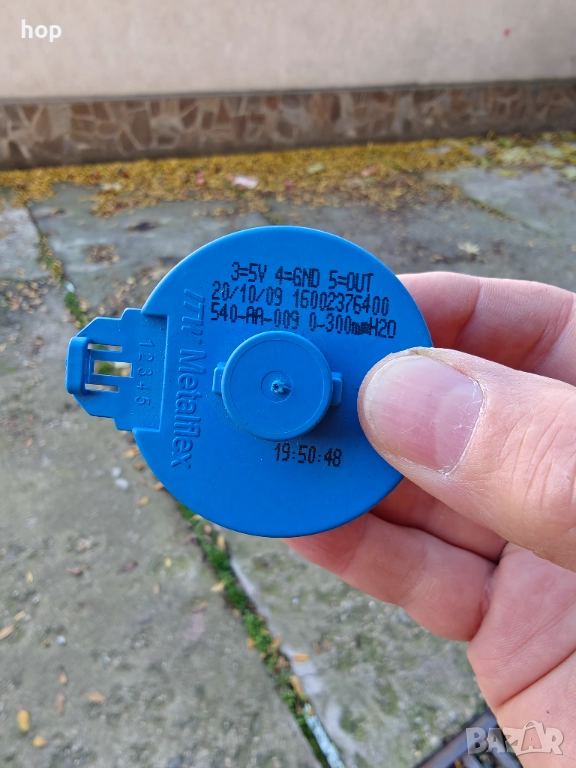 hop
3=5V 4=GND 5=OUT
20/10/09 16002376400
540-AA-009 0-300mmH2O
12345
ITW Metalflex
19:50:48
BAZAR